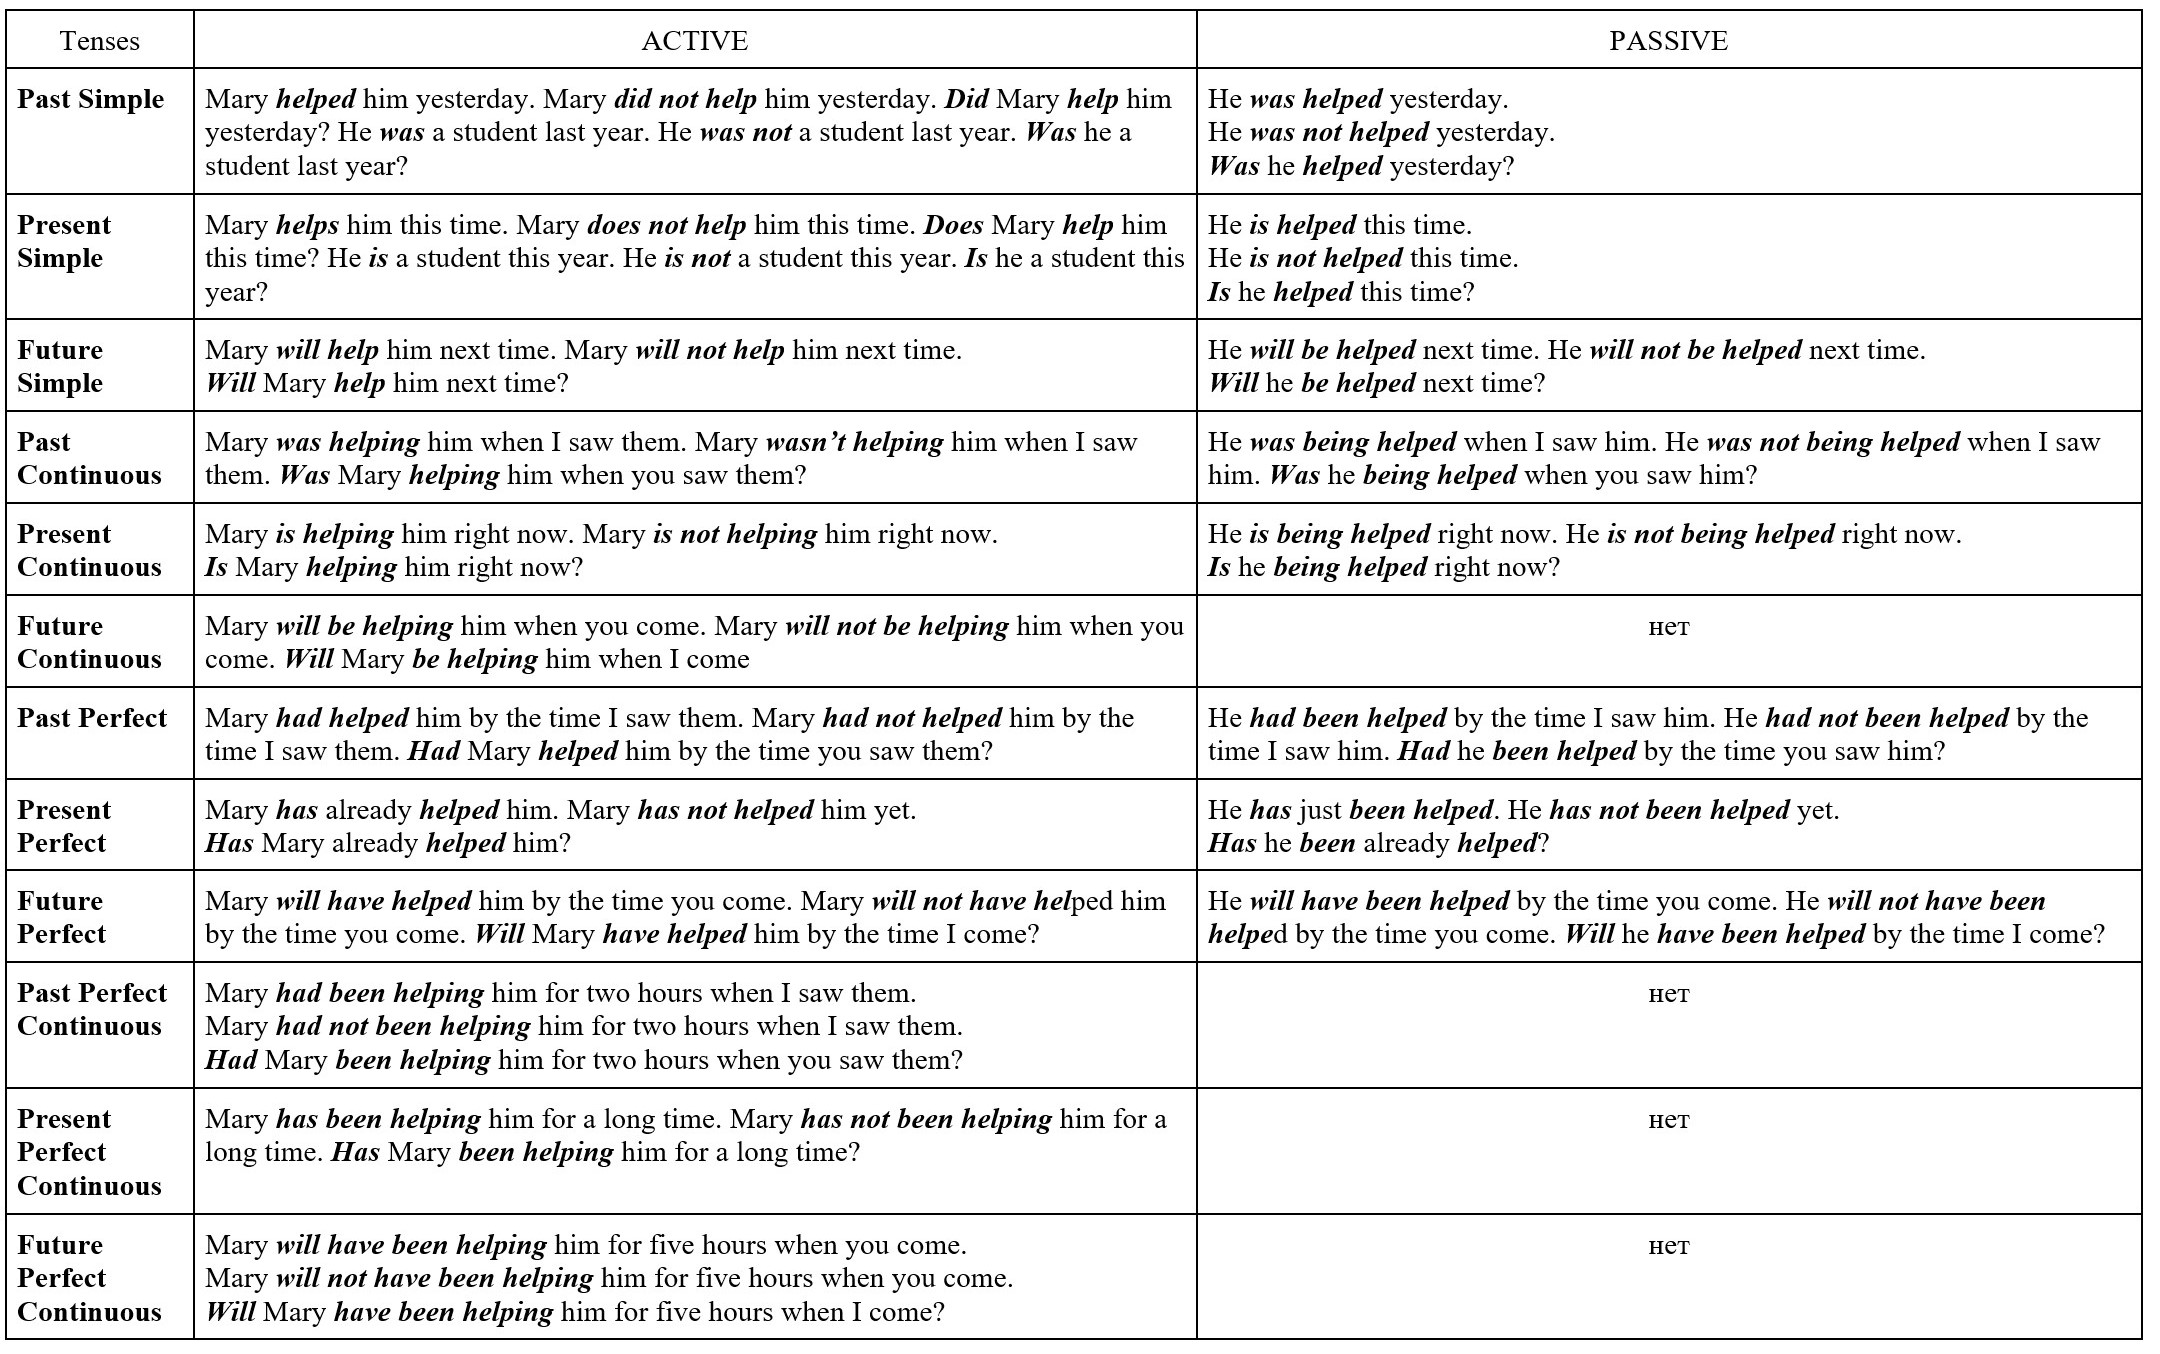 Tenses ACTIVE PASSIVE
Past Simple
Mary helped him yesterday. Mary did not help him yesterday. Did Mary help him
yesterday? He was a student last year. He was not a student last year. Was he a
student last year?
He was helped yesterday.
He was not helped yesterday.
Was he helped yesterday?
Present
Simple
Mary helps him this time. Mary does not help him this time. Does Mary help him
this time? He is a student this year. He is not a student this year. Is he a student this
year?
He is helped this time.
He is not helped this time.
Is he helped this time?
Future
Simple
Mary will help him next time. Mary will not help him next time.
Will Mary help him next time?
He will be helped next time. He will not be helped next time.
Will he be helped next time?
Past
Continuous
Mary was helping him when I saw them. Mary wasn’t helping him when I saw
them. Was Mary helping him when you saw them?
He was being helped when I saw him. He was not being helped when I saw
him. Was he being helped when you saw him?
Present
Continuous
Mary is helping him right now. Mary is not helping him right now.
Is Mary helping him right now?
He is being helped right now. He is not being helped right now.
Is he being helped right now?
Future
Continuous
Mary will be helping him when you come. Mary will not be helping him when you
come. Will Mary be helping him when I come
нет
Past Perfect
Mary had helped him by the time I saw them. Mary had not helped him by the
time I saw them. Had Mary helped him by the time you saw them?
He had been helped by the time I saw him. He had not been helped by the
time I saw him. Had he been helped by the time you saw him?
Present
Perfect
Mary has already helped him. Mary has not helped him yet.
Has Mary already helped him?
He has just been helped. He has not been helped yet.
Has he been already helped?
Future
Perfect
Mary will have helped him by the time you come. Mary will not have helped him
by the time you come. Will Mary have helped him by the time I come?
He will have been helped by the time you come. He will not have been
helped by the time you come. Will he have been helped by the time I come?
Past Perfect
Continuous
Mary had been helping him for two hours when I saw them.
Mary had not been helping him for two hours when I saw them.
Had Mary been helping him for two hours when you saw them?
нет
Present
Perfect
Continuous
Mary has been helping him for a long time. Mary has not been helping him for a
long time. Has Mary been helping him for a long time?
нет
Future
Perfect
Continuous
Mary will have been helping him for five hours when you come.
Mary will not have been helping him for five hours when you come.
Will Mary have been helping him for five hours when I come?
нет